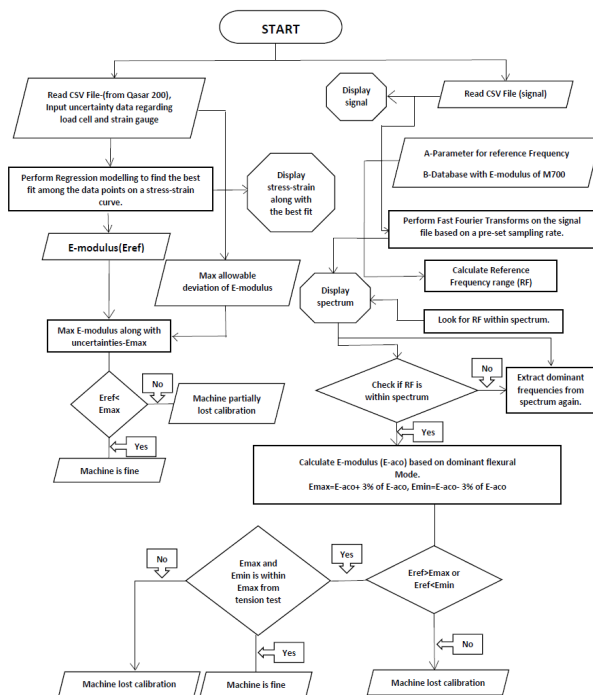 START
Read CSV File-(from Qasar 200),
Input uncertainty data regarding
load cell and strain gauge
Display
signal
Read CSV File (signal)
A-Parameter for reference Frequency
B-Database with E-modulus of M700
Perform Regression modelling to find the best
fit among the data points on a stress-strain
curve.
Display
stress-strain
along with
the best fit
Perform Fast Fourier Transforms on the signal
file based on a pre-set sampling rate.
E-modulus(Eref)
Max allowable
deviation of E-modulus
Display
spectrum
Calculate Reference
Frequency range (RF)
Look for RF within spectrum.
Max E-modulus along with
uncertainties-Emax
Eref<
Emax
No
Machine partially
lost calibration
Yes
Machine is fine
Check if RF is
within spectrum
No
Extract dominant
frequencies from
spectrum again.
Yes
Calculate E-modulus (E-aco) based on dominant flexural
Mode.
Emax=E-aco+ 3% of E-aco, Emin=E-aco- 3% of E-aco
No
Emax and
Emin is within
Emax from
tension test
Yes
Eref>Emax or
Eref<Emin
Yes
No
Machine lost calibration
Machine is fine
Machine lost calibration